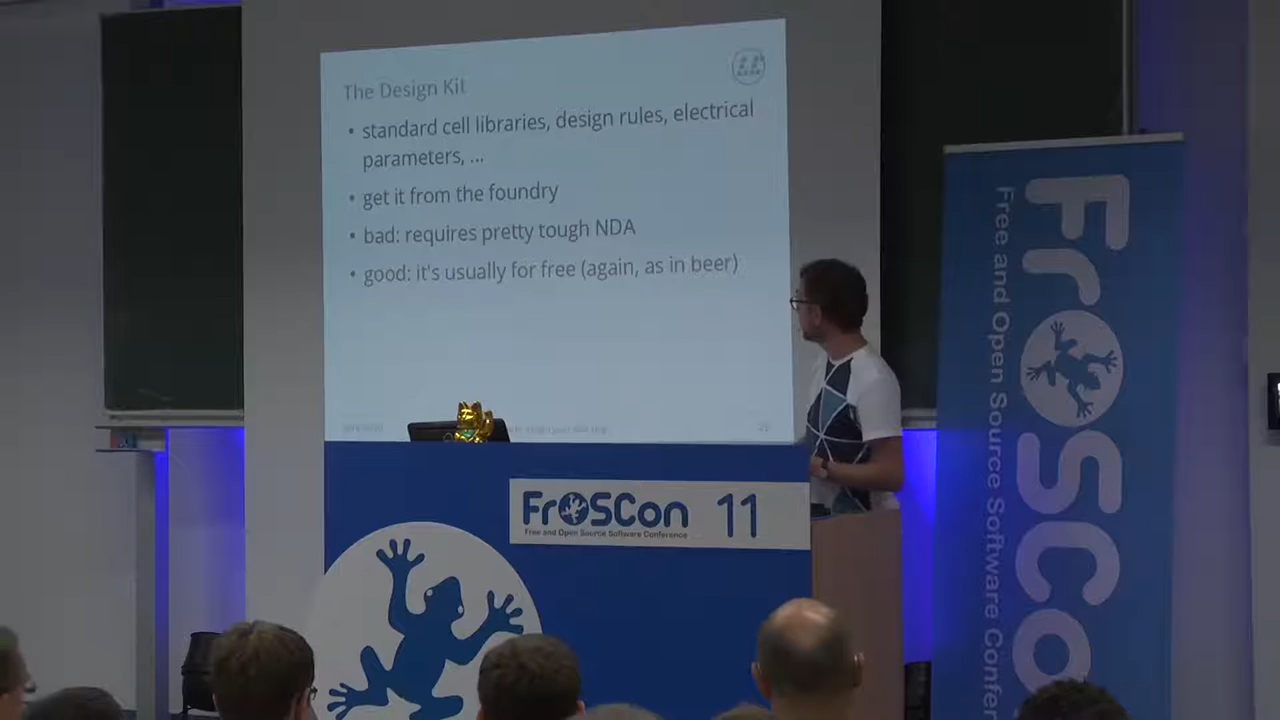 The Design Kit
• standard cell libraries, design rules, electrical
parameters, ...
• get it from the foundry
• bad: requires pretty tough NDA
• good: it's usually for free (again, as in beer)
FrOSCon 11
Free and Open Source Software Conference
FrOSCo
Free and Open Source Software Confer